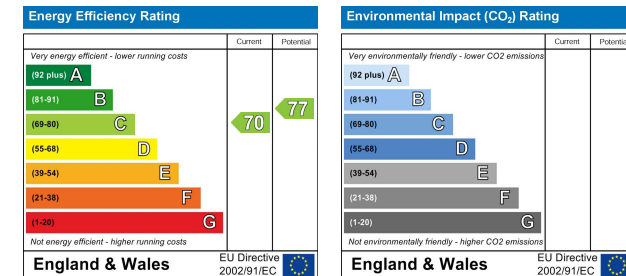 Energy Efficiency Rating
Current Potential
Very energy efficient - lower running costs
(92 plus) A
(81-91) B
(69-80) C
(55-68) D
(39-54) E
(21-38) F
(1-20) G
70
77
Not energy efficient - higher running costs
England & Wales
EU Directive
2002/91/EC
Environmental Impact (CO₂) Rating
Current Potential
Very environmentally friendly - lower CO2 emissions
(92 plus) A
(81-91) B
(69-80) C
(55-68) D
(39-54) E
(21-38) F
(1-20) G
Not environmentally friendly - higher CO2 emissions
England & Wales
EU Directive
2002/91/EC